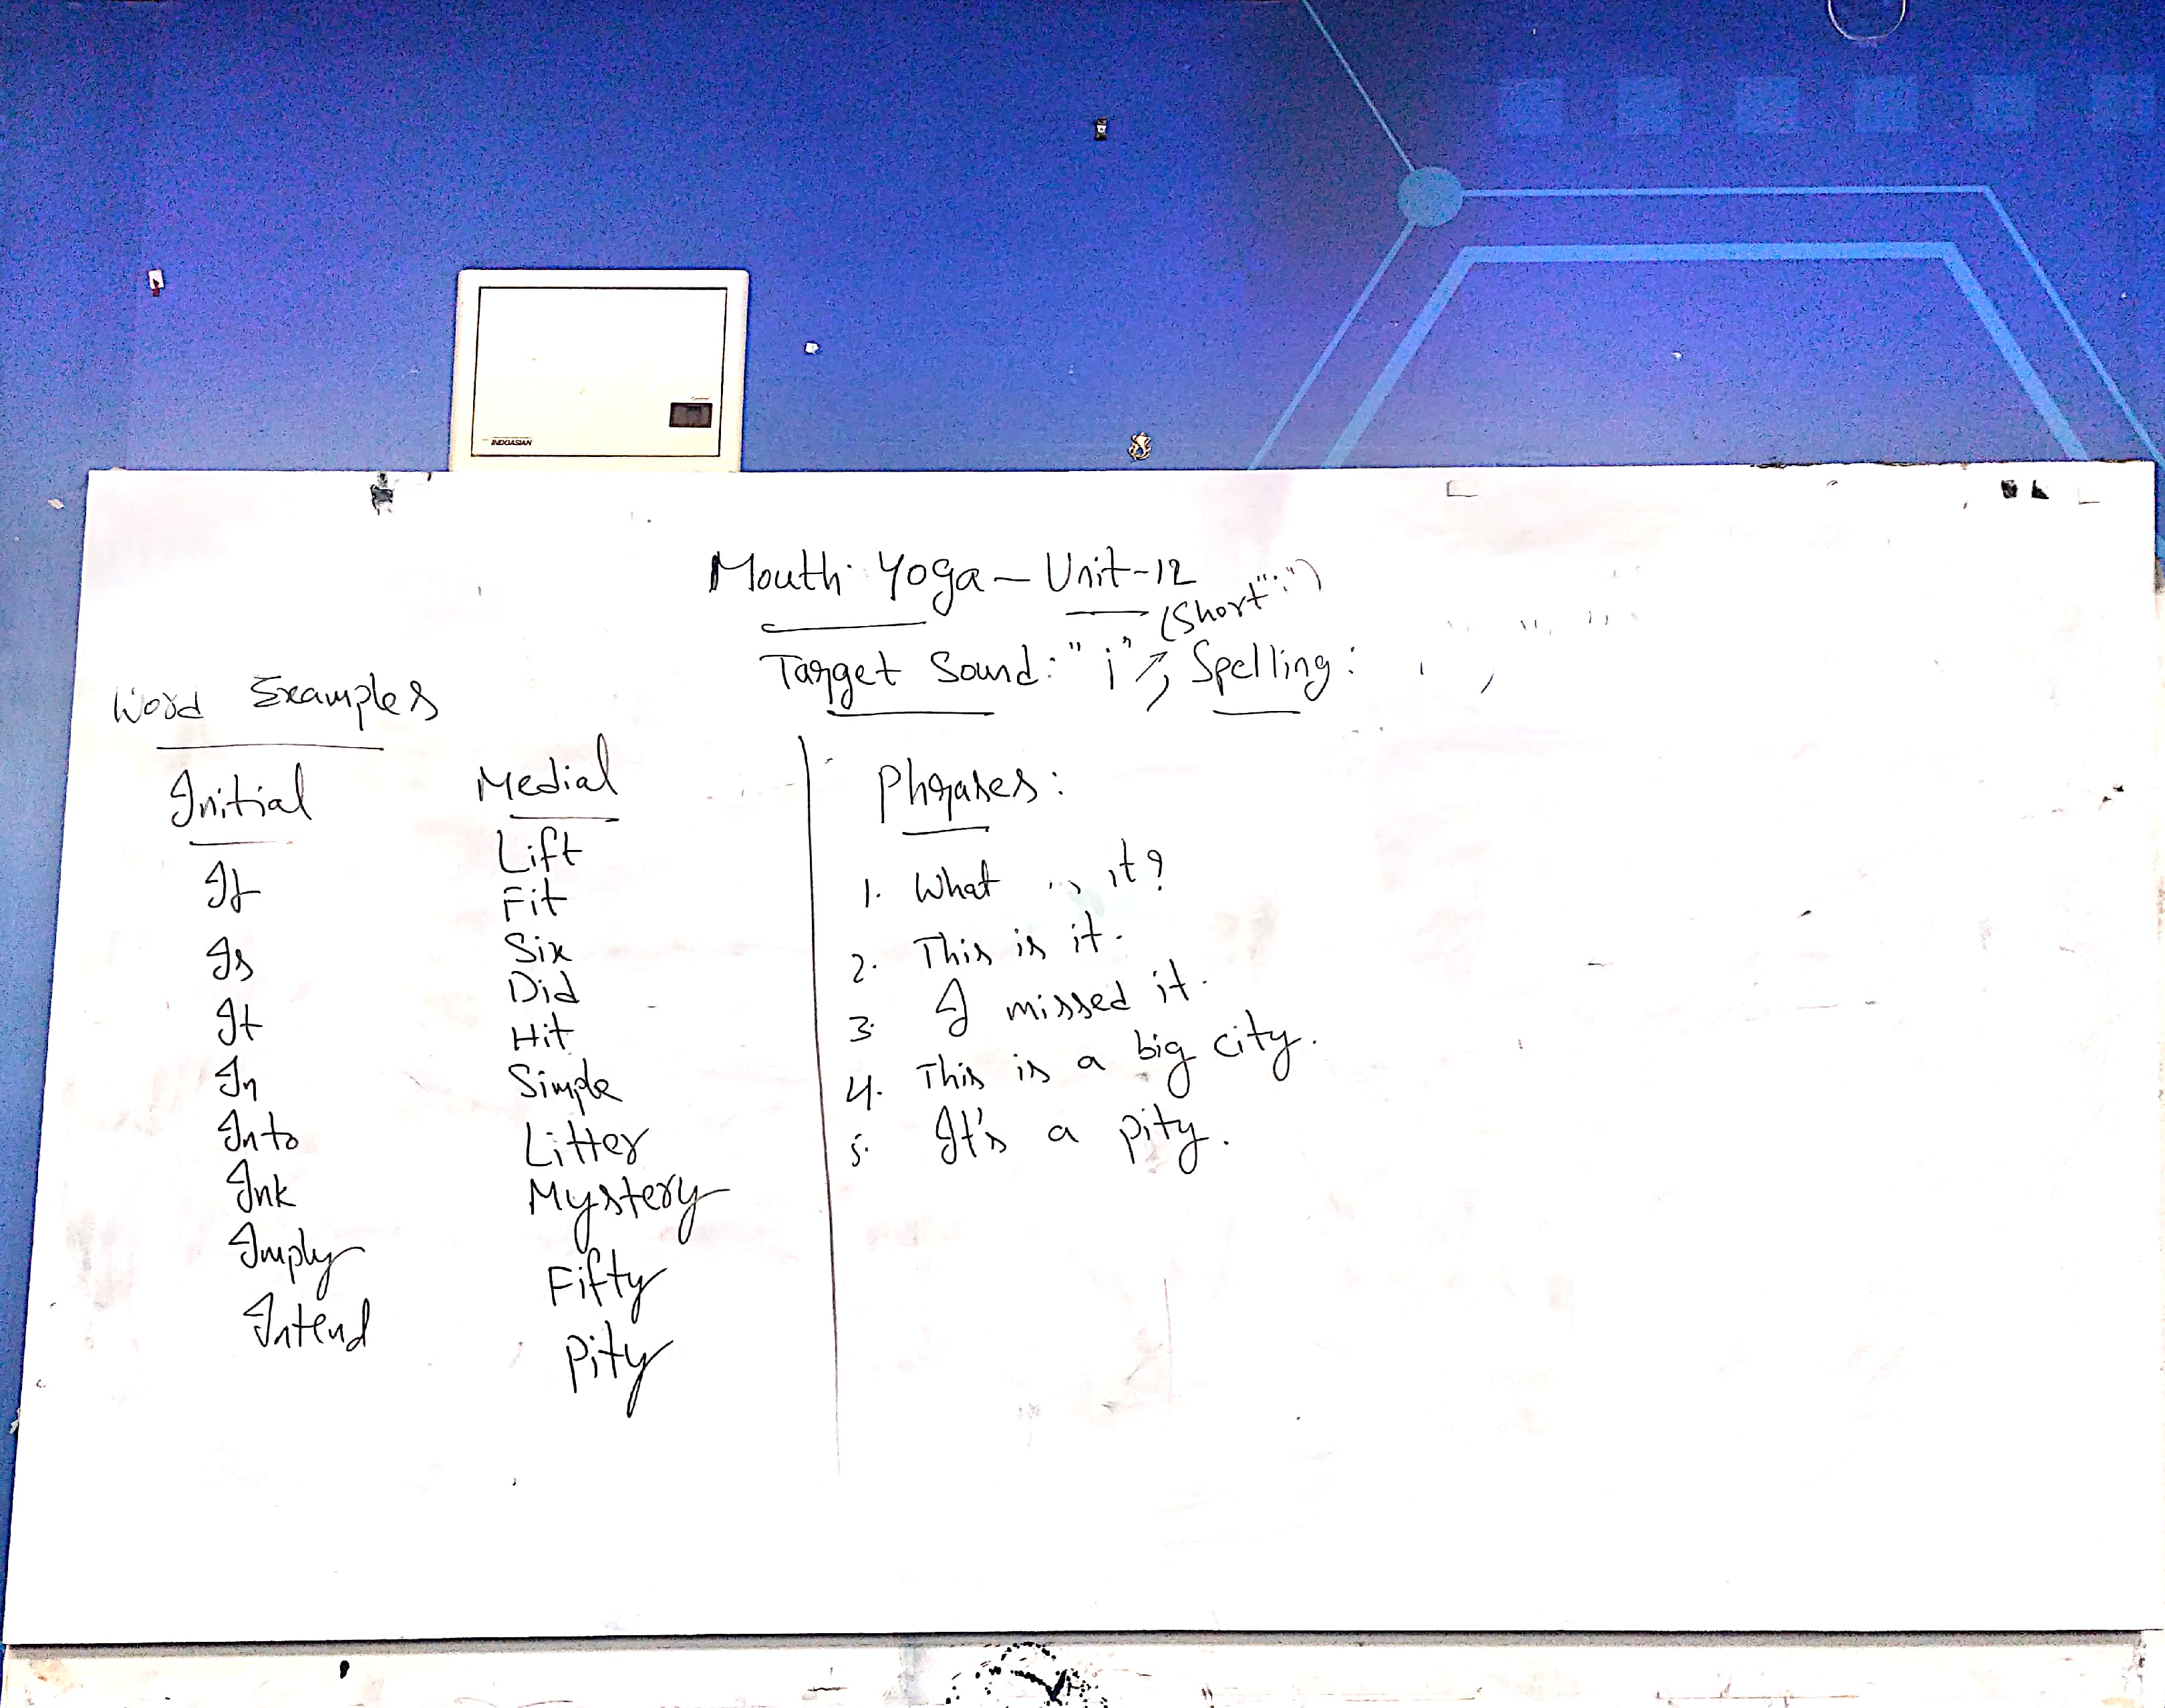 INDOASIAN
Mouth Yoga - Unit-12
(Short "i")
Target Sound: "i", Spelling:
Word Examples
Initial
If
Is
It
In
Into
Ink
Imply
Intend
Medial
Lift
Fit
Six
Did
Hit
Simple
Litter
Mystery
Fifty
Pity
Phrases:
1. What it?
2. This is it.
3. I missed it.
4. This is a big city.
5. It's a pity.